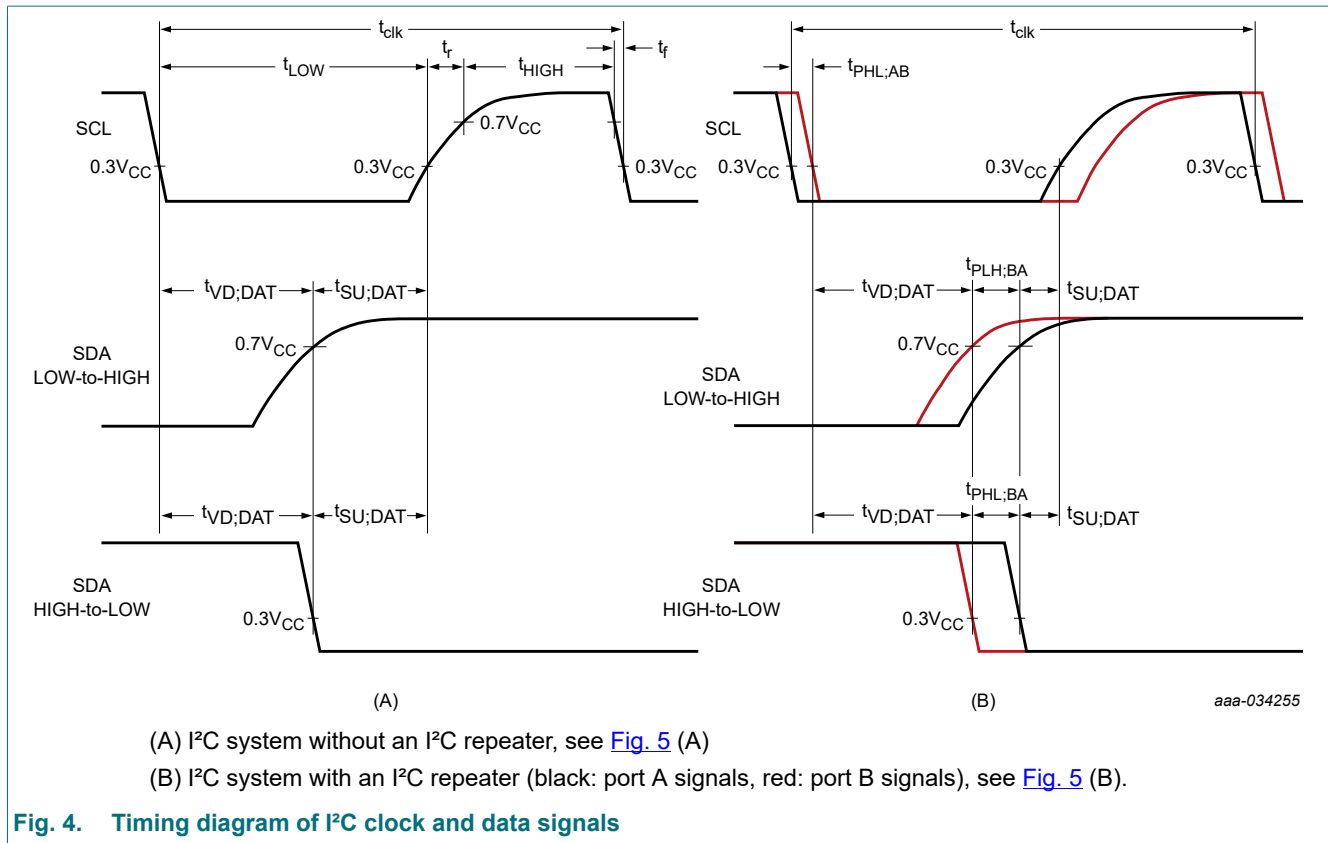 tclk
tr
tf
tLOW
tHIGH
SCL
0.7VCC
0.3VCC
0.3VCC
0.3VCC
tVD;DAT
tSU;DAT
0.7VCC
SDA
LOW-to-HIGH
tVD;DAT
tSU;DAT
SDA
HIGH-to-LOW
0.3VCC
(A)
tclk
tPHL;AB
SCL
0.3VCC
0.3VCC
0.3VCC
tPLH;BA
tVD;DAT
tSU;DAT
0.7VCC
SDA
LOW-to-HIGH
tPHL;BA
tVD;DAT
tSU;DAT
SDA
HIGH-to-LOW
0.3VCC
(B)
aaa-034255
(A) I²C system without an I²C repeater, see Fig. 5 (A)
(B) I²C system with an I²C repeater (black: port A signals, red: port B signals), see Fig. 5 (B).
Fig. 4. Timing diagram of I²C clock and data signals